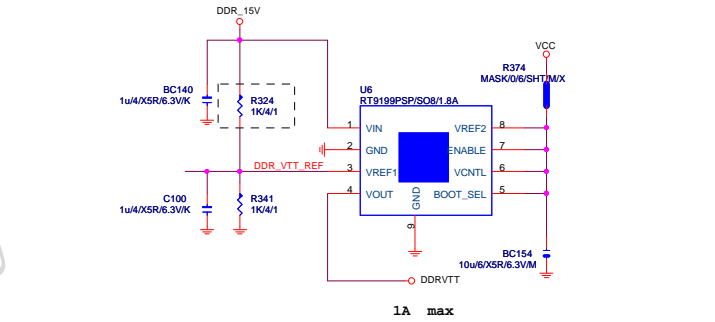 DDR_15V
VCC
R374
MASK/0/6/SHT/M/X
BC140
1u/4/X5R/6.3V/K
R324
1K/4/1
U6
RT9199PSP/SO8/1.8A
1 VIN
2 GND
3 VREF1
4 VOUT
VREF2 8
ENABLE 7
VCNTL 6
BOOT_SEL 5
GND
9
DDR_VTT_REF
C100
1u/4/X5R/6.3V/K
R341
1K/4/1
BC154
10u/6/X5R/6.3V/M
DDRVTT
1A max